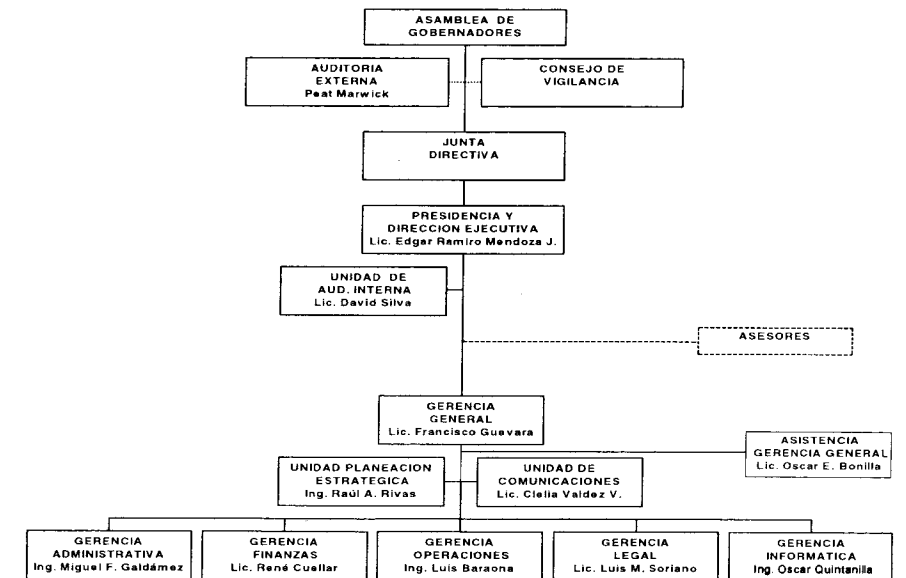 ASAMBLEA DE
GOBERNADORES
AUDITORIA
EXTERNA
Peat Marwick
CONSEJO DE
VIGILANCIA
JUNTA
DIRECTIVA
PRESIDENCIA Y
DIRECCION EJECUTIVA
Lic. Edgar Ramiro Mendoza J.
UNIDAD DE
AUD. INTERNA
Lic. David Silva
ASESORES
GERENCIA
GENERAL
Lic. Francisco Guevara
ASISTENCIA
GERENCIA GENERAL
Lic. Oscar E. Bonilla
UNIDAD PLANEACION
ESTRATEGICA
Ing. Raúl A. Rivas
UNIDAD DE
COMUNICACIONES
Lic. Clelia Valdez V.
GERENCIA
ADMINISTRATIVA
Ing. Miguel F. Galdámez
GERENCIA
FINANZAS
Lic. René Cuellar
GERENCIA
OPERACIONES
Ing. Luis Baraona
GERENCIA
LEGAL
Lic. Luis M. Soriano
GERENCIA
INFORMATICA
Ing. Oscar Quintanilla